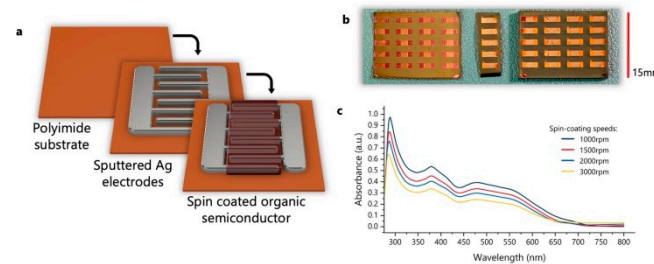 a
Polyimide
substrate
Sputtered Ag
electrodes
Spin coated organic
semiconductor
b
15mm
c
Absorbance (a.u.)
1.0
0.9
0.8
0.7
0.6
0.5
0.4
0.3
0.2
0.1
0.0
Spin-coating speeds:
1000rpm
1500rpm
2000rpm
3000rpm
300 350 400 450 500 550 600 650 700 750 800
Wavelength (nm)